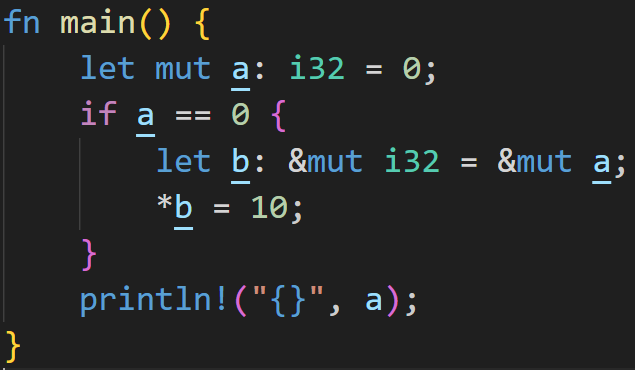 fn main() {
    let mut a: i32 = 0;
    if a == 0 {
        let b: &mut i32 = &mut a;
        *b = 10;
    }
    println!("{}", a);
}